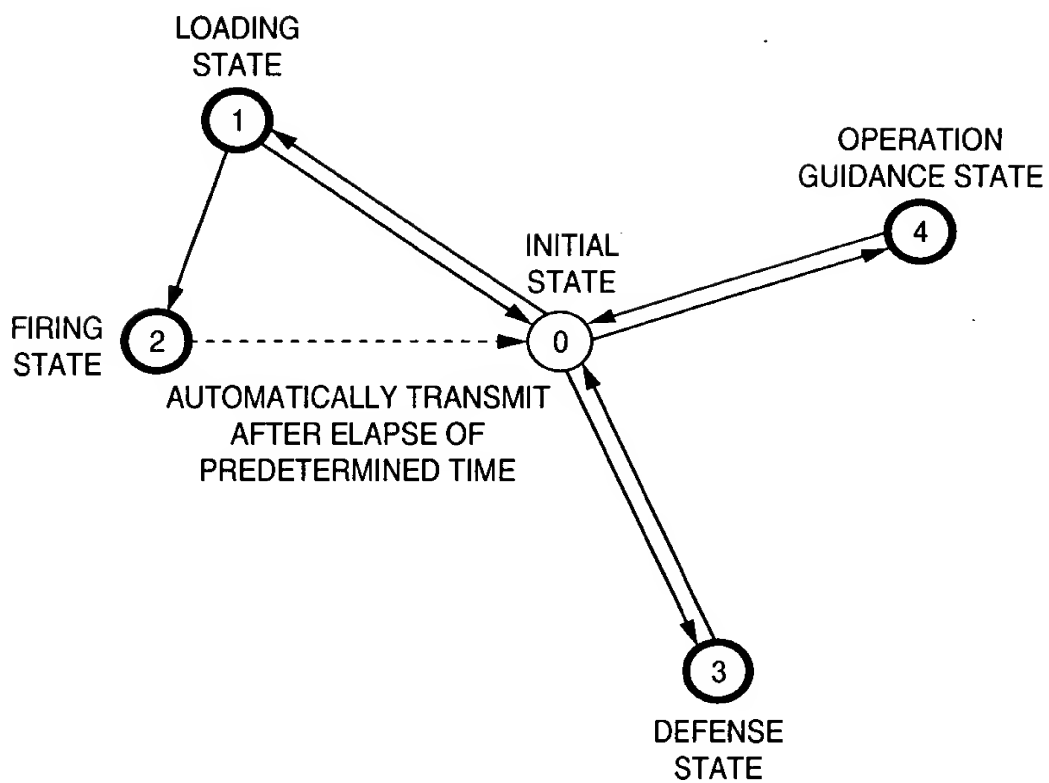 LOADING
STATE
1
OPERATION
GUIDANCE STATE
4
INITIAL
STATE
0
FIRING
STATE
2
AUTOMATICALLY TRANSMIT
AFTER ELAPSE OF
PREDETERMINED TIME
3
DEFENSE
STATE